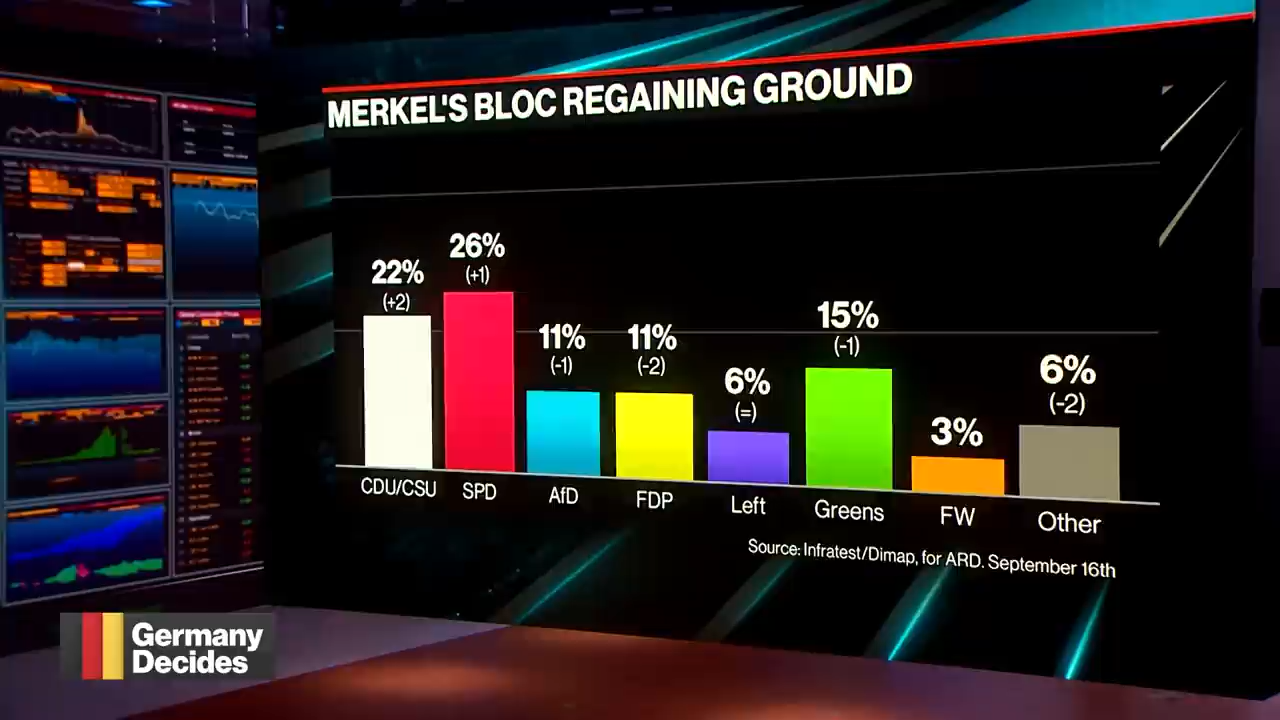 MERKEL'S BLOC REGAINING GROUND
22%
(+2)
26%
(+1)
11%
(-1)
11%
(-2)
6%
(=)
15%
(-1)
3%
6%
(-2)
CDU/CSU
SPD
AfD
FDP
Left
Greens
FW
Other
Source: Infratest/Dimap, for ARD. September 16th
Germany
Decides